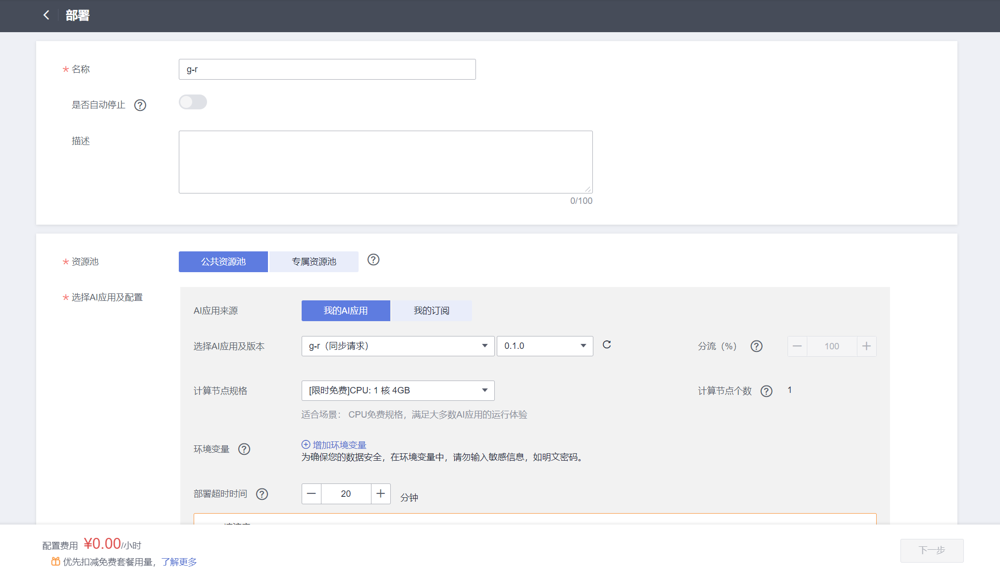 部署
* 名称
g-r
是否自动停止
描述
0/100
* 资源池
公共资源池 专属资源池
* 选择AI应用及配置
AI应用来源
我的AI应用 我的订阅
选择AI应用及版本
g-r（同步请求） 0.1.0
分流（%） 100
计算节点规格
[限时免费]CPU: 1 核 4GB
计算节点个数 1
适合场景： CPU免费规格，满足大多数AI应用的运行体验
环境变量
增加环境变量
为确保您的数据安全，在环境变量中，请勿输入敏感信息，如明文密码。
部署超时时间
20 分钟
配置费用 ¥0.00/小时
优先扣减免费套餐用量，了解更多
下一步